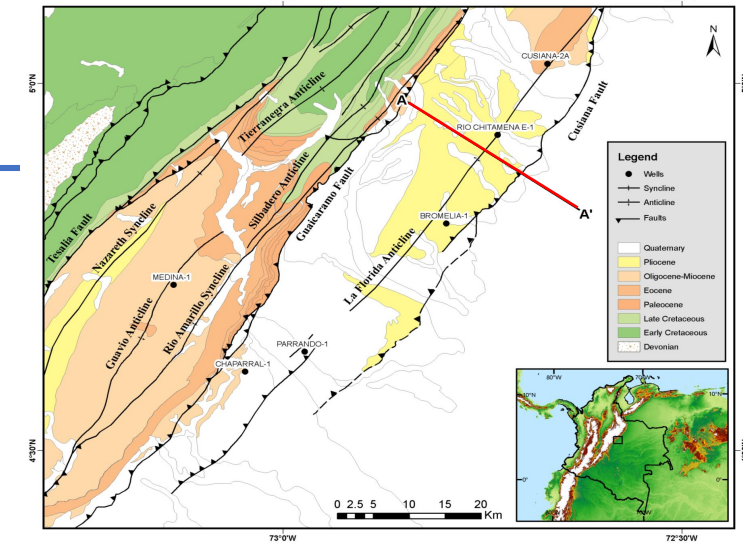 N
CUSIANA-2A
5°0'N
Tierranegra Anticline
A
RIO CHITAMENA E-1
Cusiana Fault
Legend
Wells
Syncline
Anticline
Faults
Quaternary
Pliocene
Oligocene-Miocene
Eocene
Paleocene
Late Cretaceous
Early Cretaceous
Devonian
Silbadero Anticline
Guaicaramo Fault
A'
BROMELIA-1
Tesalia Fault
Nazareth Syncline
La Florida Anticline
MEDINA-1
Guavio Anticline
Rio Amarillo Syncline
PARRANDO-1
CHAPARRAL-1
4°30'N
0 2.5 5 10 15 20
Km
80°W 70°W
10°N 10°N
0° 0°
73°0'W 72°30'W